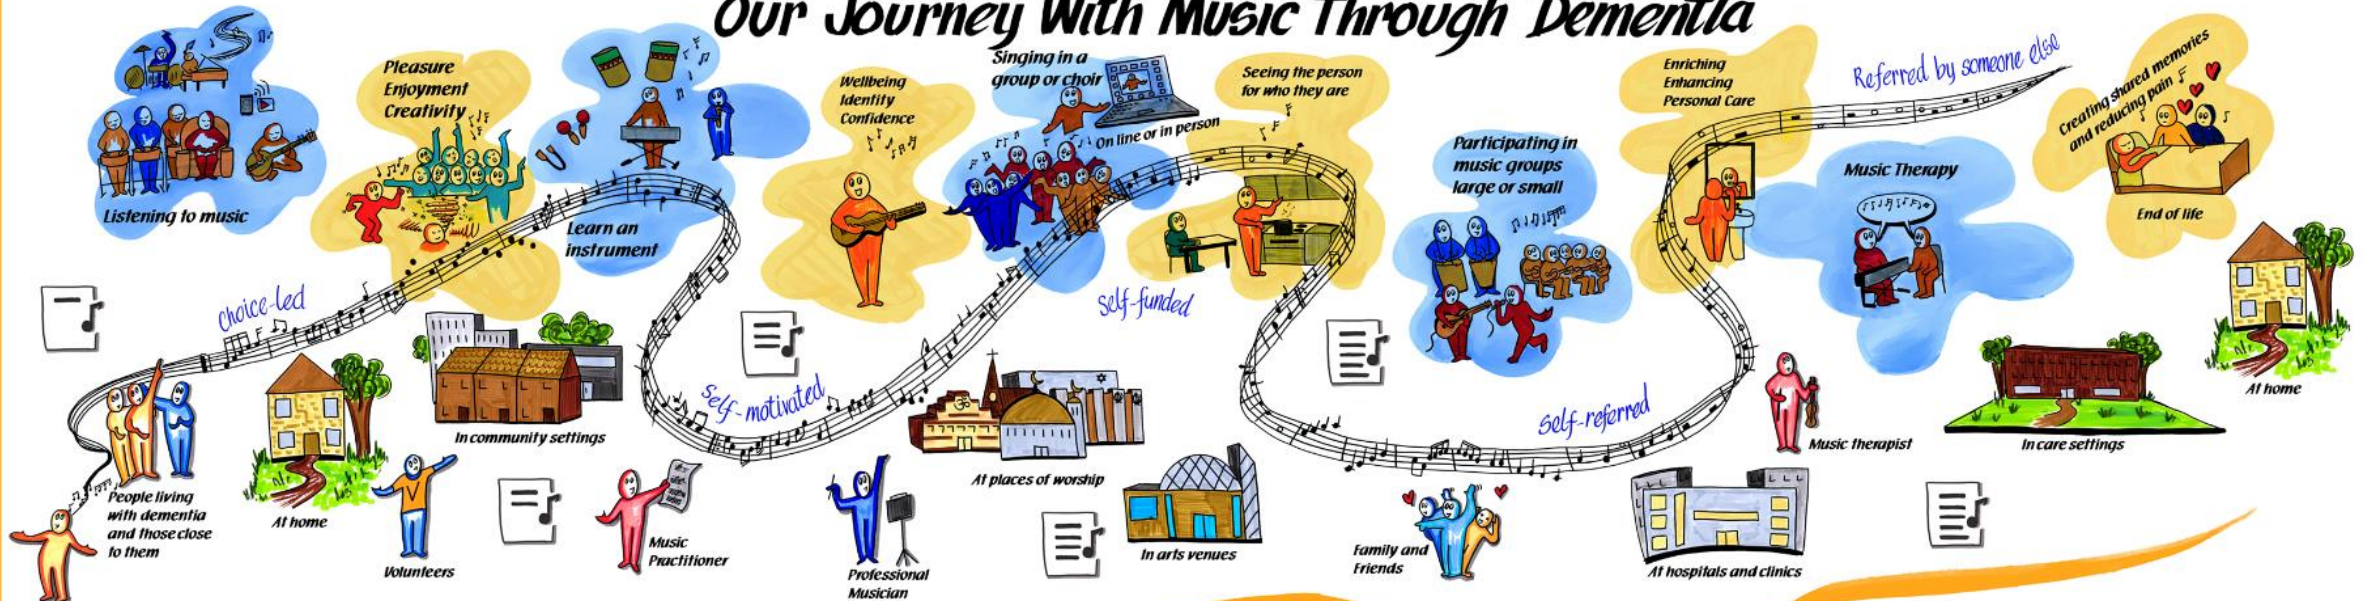 Our Journey With Music Through Dementia
Listening to music
Pleasure
Enjoyment
Creativity
Learn an
instrument
Wellbeing
Identity
Confidence
Singing in a
group or choir
On line or in person
Seeing the person
for who they are
Participating in
music groups
large or small
Enriching
Enhancing
Personal Care
Referred by someone else
Music Therapy
Creating shared memories
and reducing pain
End of life
choice-led
Self-motivated
Self-funded
Self-referred
People living
with dementia
and those close
to them
At home
In community settings
Volunteers
V
Music
Practitioner
Professional
Musician
At places of worship
In arts venues
Family and
Friends
At hospitals and clinics
Music therapist
In care settings
At home